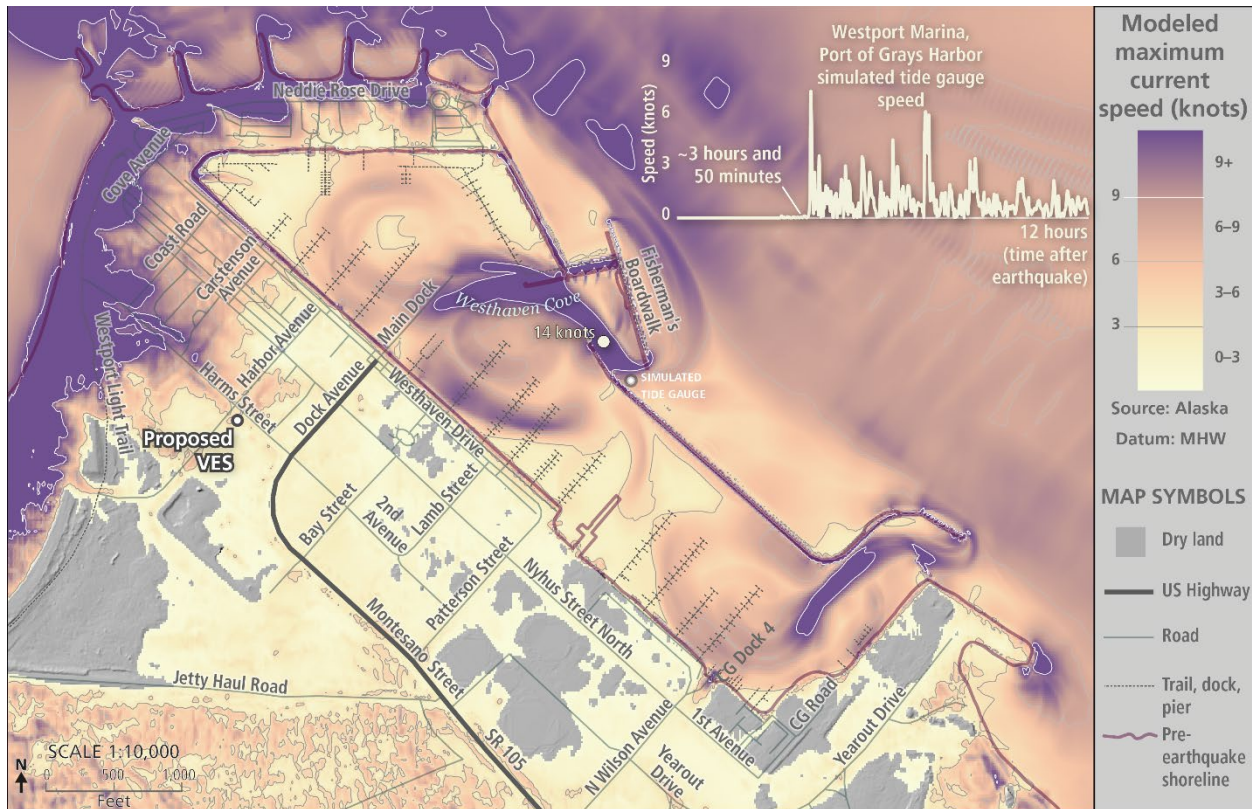 Westport Marina,
Port of Grays Harbor
simulated tide gauge
speed
Speed (knots)
9
6
3
0
~3 hours and
50 minutes
12 hours
(time after
earthquake)
Neddie Rose Drive
Cove Avenue
Coast Road
Carstenson
Avenue
Harbor Avenue
Main Dock
Westhaven Cove
Fisherman's
Boardwalk
14 knots
SIMULATED
TIDE GAUGE
Westport Light Trail
Harms Street
Dock Avenue
Westhaven Drive
Proposed
VES
Bay Street
2nd
Avenue
Lamb Street
Patterson Street
Nyhus Street North
Montesano Street
SR 105
Jetty Haul Road
N Wilson Avenue
Yearout
Drive
1st Avenue
CG Dock 4
CG Road
Yearout Drive
SCALE 1:10,000
0 500 1,000
Feet
N
Modeled
maximum
current
speed (knots)
9+
9
6–9
6
3–6
3
0–3
Source: Alaska
Datum: MHW
MAP SYMBOLS
Dry land
US Highway
Road
Trail, dock,
pier
Pre-
earthquake
shoreline